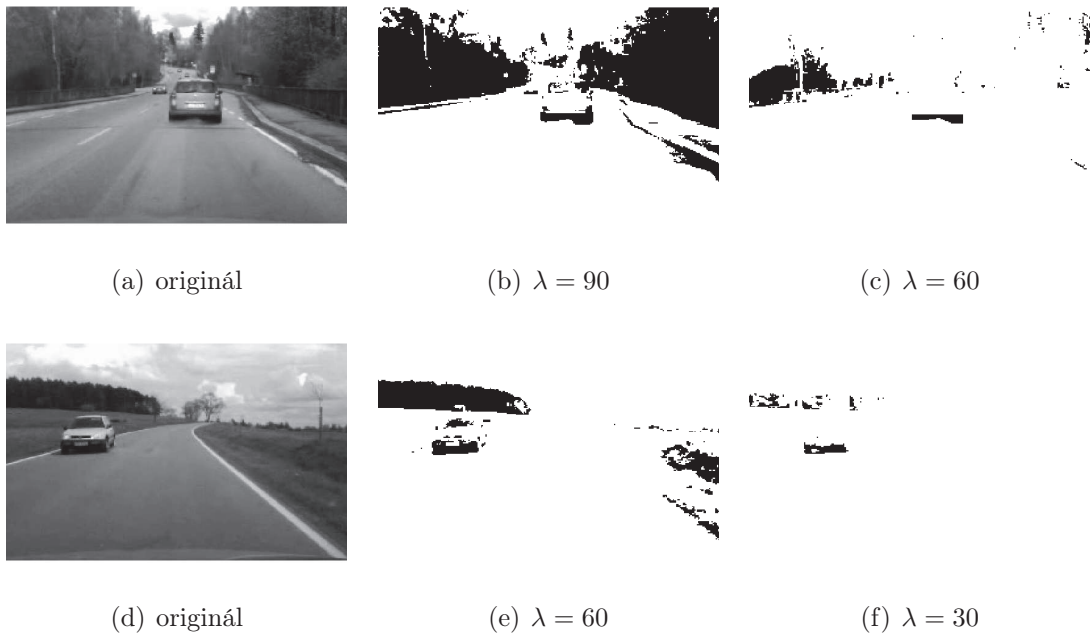 (a) originál
(b) λ = 90
(c) λ = 60
(d) originál
(e) λ = 60
(f) λ = 30